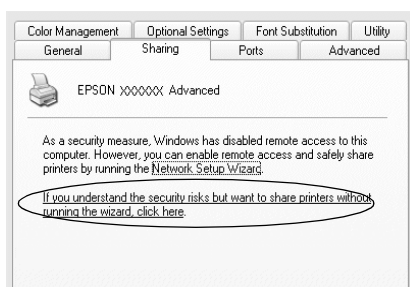 Color Management Optional Settings Font Substitution Utility
General Sharing Ports Advanced
EPSON XXXXXX Advanced
As a security measure, Windows has disabled remote access to this
computer. However, you can enable remote access and safely share
printers by running the Network Setup Wizard.
If you understand the security risks but want to share printers without
running the wizard, click here.